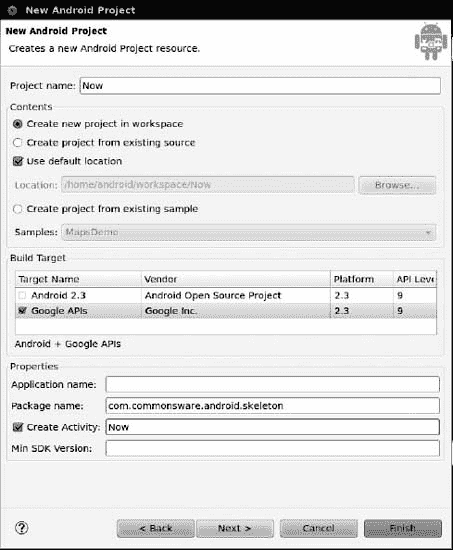 New Android Project
New Android Project
Creates a new Android Project resource.
Project name: Now
Contents
Create new project in workspace
Create project from existing source
Use default location
Location: /home/android/workspace/Now Browse...
Create project from existing sample
Samples: MapsDemo
Build Target
Target Name Vendor Platform API Leve
Android 2.3 Android Open Source Project 2.3 9
Google APIs Google Inc. 2.3 9
Android + Google APIs
Properties
Application name:
Package name: com.commonsware.android.skeleton
Create Activity: Now
Min SDK Version:
? < Back Next > Cancel Finish